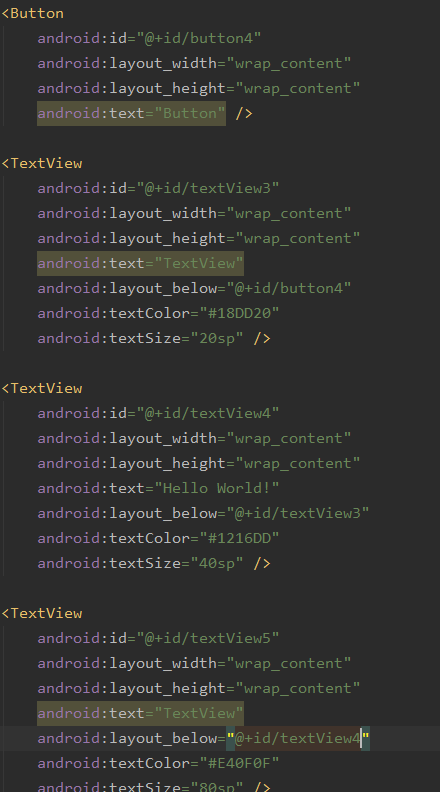 <Button
android:id="@+id/button4"
android:layout_width="wrap_content"
android:layout_height="wrap_content"
android:text="Button" />
<TextView
android:id="@+id/textView3"
android:layout_width="wrap_content"
android:layout_height="wrap_content"
android:text="TextView"
android:layout_below="@+id/button4"
android:textColor="#18DD20"
android:textSize="20sp" />
<TextView
android:id="@+id/textView4"
android:layout_width="wrap_content"
android:layout_height="wrap_content"
android:text="Hello World!"
android:layout_below="@+id/textView3"
android:textColor="#1216DD"
android:textSize="40sp" />
<TextView
android:id="@+id/textView5"
android:layout_width="wrap_content"
android:layout_height="wrap_content"
android:text="TextView"
android:layout_below="@+id/textView4"
android:textColor="#E40F0F"
android:textSize="80sp" />